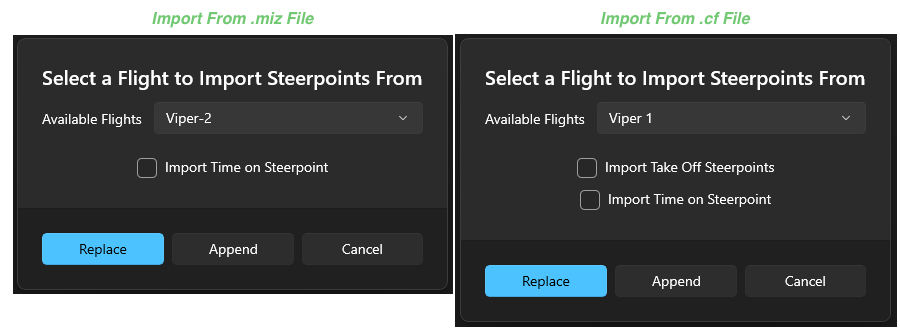 Import From .miz File
Select a Flight to Import Steerpoints From
Available Flights Viper-2
Import Time on Steerpoint
Replace Append Cancel
Import From .cf File
Select a Flight to Import Steerpoints From
Available Flights Viper 1
Import Take Off Steerpoints
Import Time on Steerpoint
Replace Append Cancel